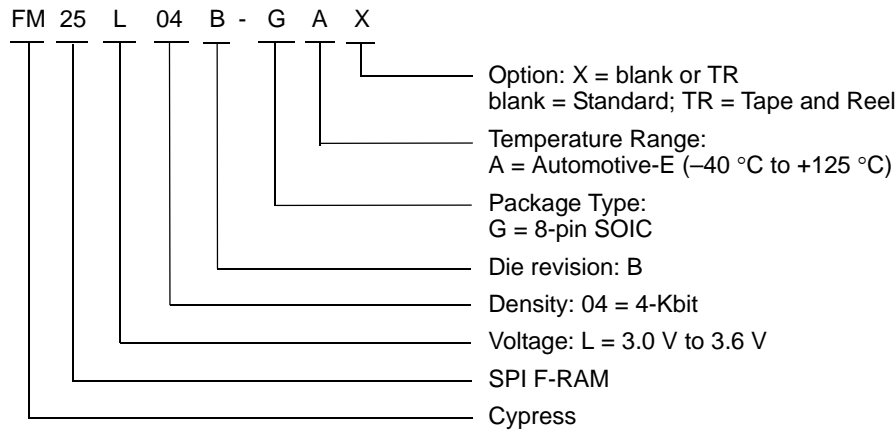 FM 25 L 04 B - G A X
Option: X = blank or TR
blank = Standard; TR = Tape and Reel
Temperature Range:
A = Automotive-E (–40 °C to +125 °C)
Package Type:
G = 8-pin SOIC
Die revision: B
Density: 04 = 4-Kbit
Voltage: L = 3.0 V to 3.6 V
SPI F-RAM
Cypress